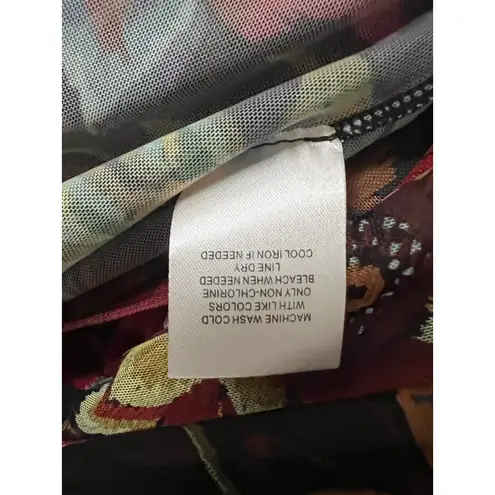 MACHINE WASH COLD
WITH LIKE COLORS
ONLY NON-CHLORINE
BLEACH WHEN NEEDED
LINE DRY
COOL IRON IF NEEDED